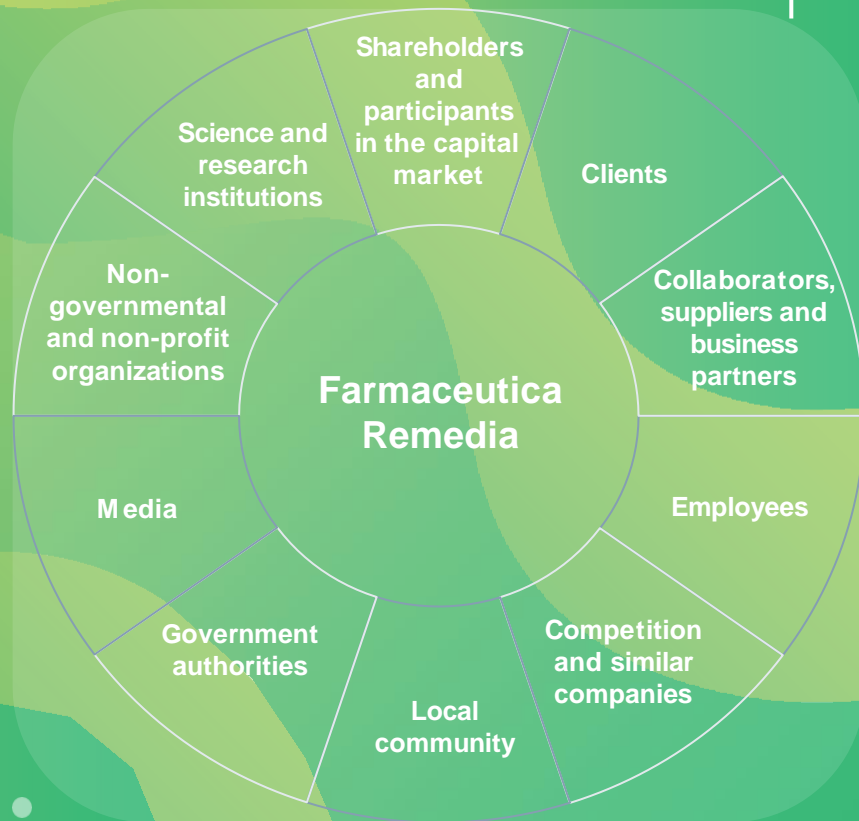 Shareholders
and
participants
in the capital
market
Clients
Collaborators,
suppliers and
business
partners
Employees
Competition
and similar
companies
Local
community
Government
authorities
Media
Non-
governmental
and non-profit
organizations
Science and
research
institutions
Farmaceutica
Remedia